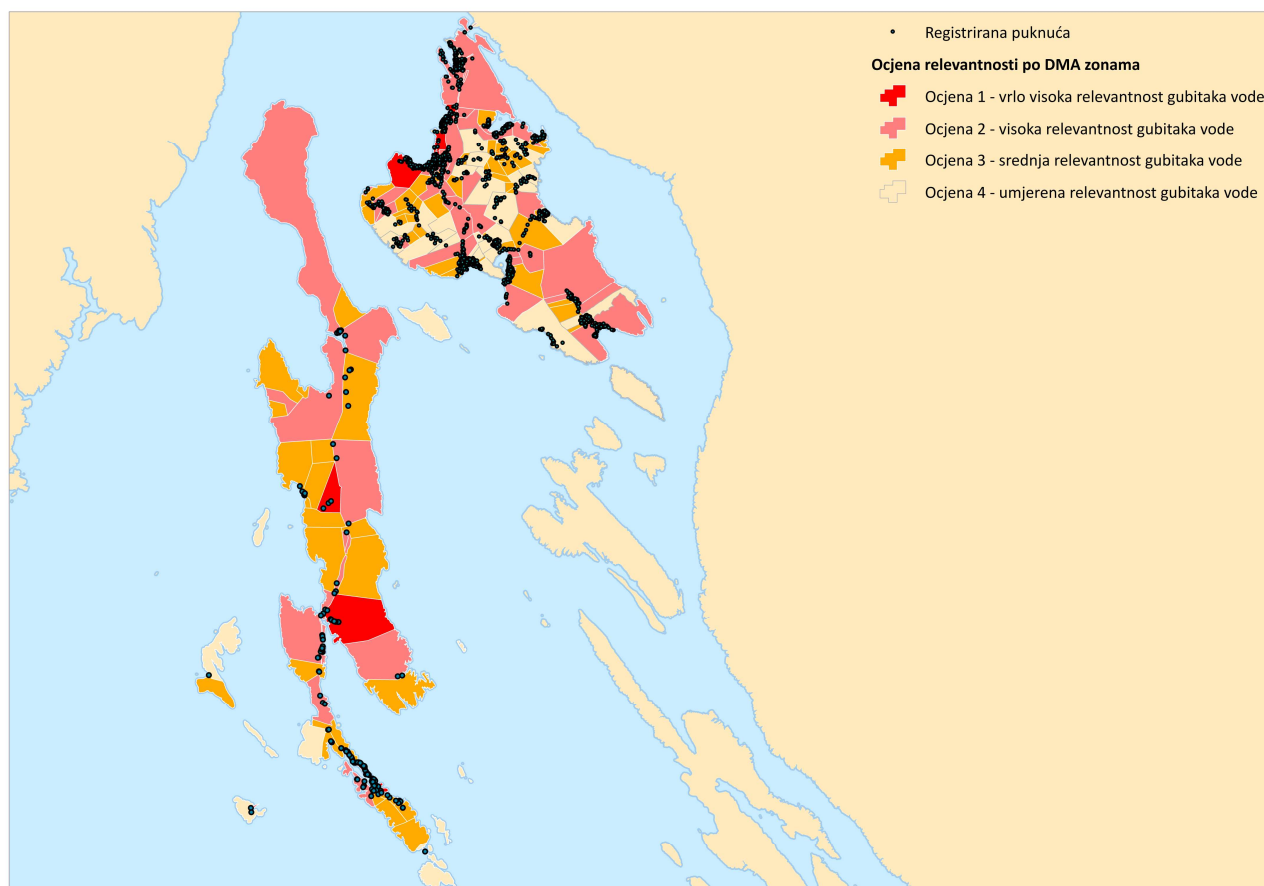 Registrirana puknuća
Ocjena relevantnosti po DMA zonama
Ocjena 1 - vrlo visoka relevantnost gubitaka vode
Ocjena 2 - visoka relevantnost gubitaka vode
Ocjena 3 - srednja relevantnost gubitaka vode
Ocjena 4 - umjerena relevantnost gubitaka vode